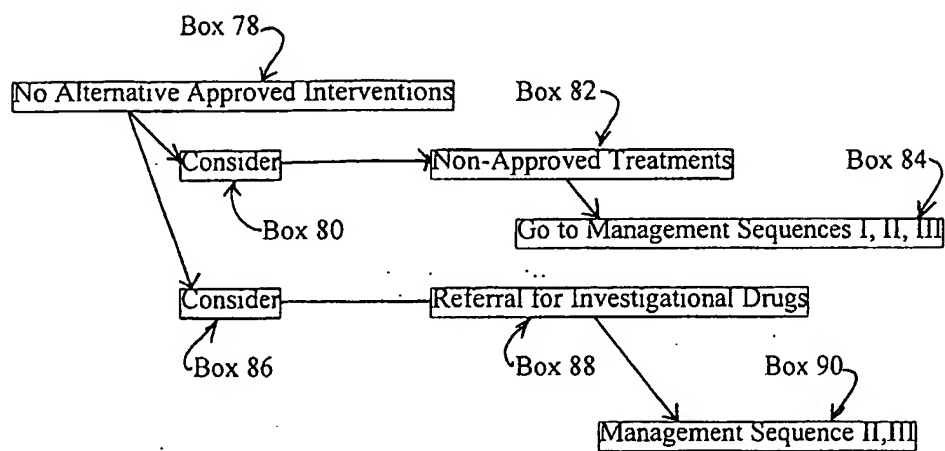 Box 78
No Alternative Approved Interventions
Box 82
Consider
Non-Approved Treatments
Box 84
Box 80
Go to Management Sequences I, II, III
Consider
Referral for Investigational Drugs
Box 86
Box 88
Box 90
Management Sequence II,III